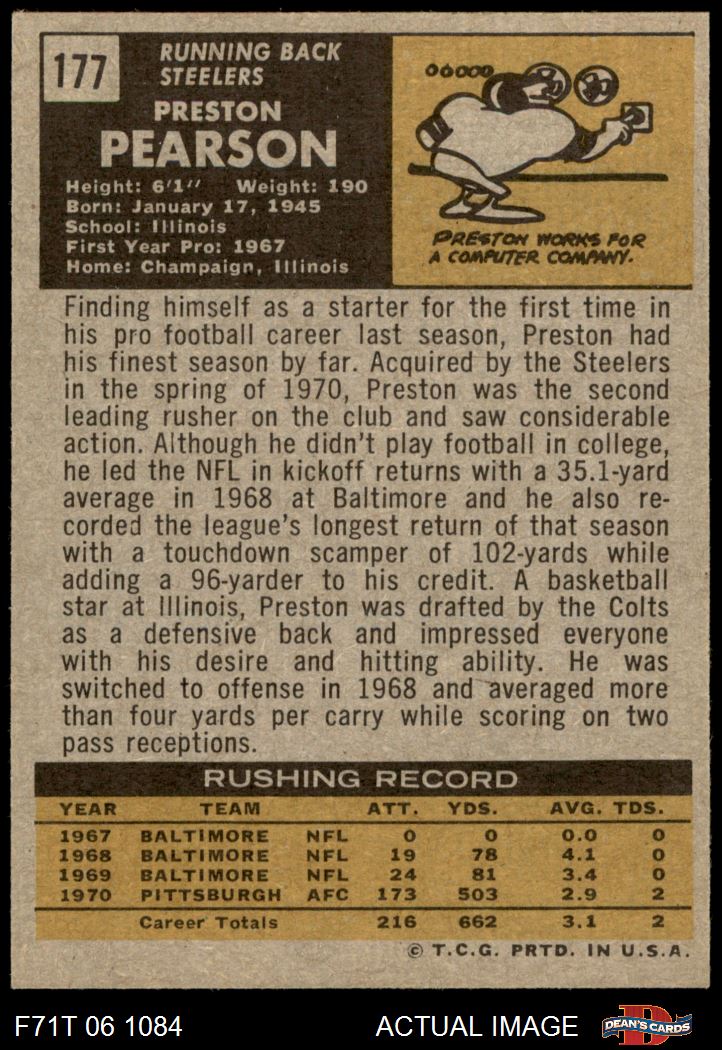 177
RUNNING BACK
STEELERS
PRESTON
PEARSON
Height: 6'1" Weight: 190
Born: January 17, 1945
School: Illinois
First Year Pro: 1967
Home: Champaign, Illinois
06000
PRESTON WORKS FOR
A COMPUTER COMPANY.
Finding himself as a starter for the first time in
his pro football career last season, Preston had
his finest season by far. Acquired by the Steelers
in the spring of 1970, Preston was the second
leading rusher on the club and saw considerable
action. Although he didn't play football in college,
he led the NFL in kickoff returns with a 35.1-yard
average in 1968 at Baltimore and he also re-
corded the league's longest return of that season
with a touchdown scamper of 102-yards while
adding a 96-yarder to his credit. A basketball
star at Illinois, Preston was drafted by the Colts
as a defensive back and impressed everyone
with his desire and hitting ability. He was
switched to offense in 1968 and averaged more
than four yards per carry while scoring on two
pass receptions.
RUSHING RECORD
YEAR TEAM ATT. YDS. AVG. TDS.
1967 BALTIMORE NFL 0 0 0.0 0
1968 BALTIMORE NFL 19 78 4.1 0
1969 BALTIMORE NFL 24 81 3.4 0
1970 PITTSBURGH AFC 173 503 2.9 2
Career Totals 216 662 3.1 2
© T.C.G. PRTD. IN U.S.A.
F71T 06 1084 ACTUAL IMAGE D DEAN'S CARDS